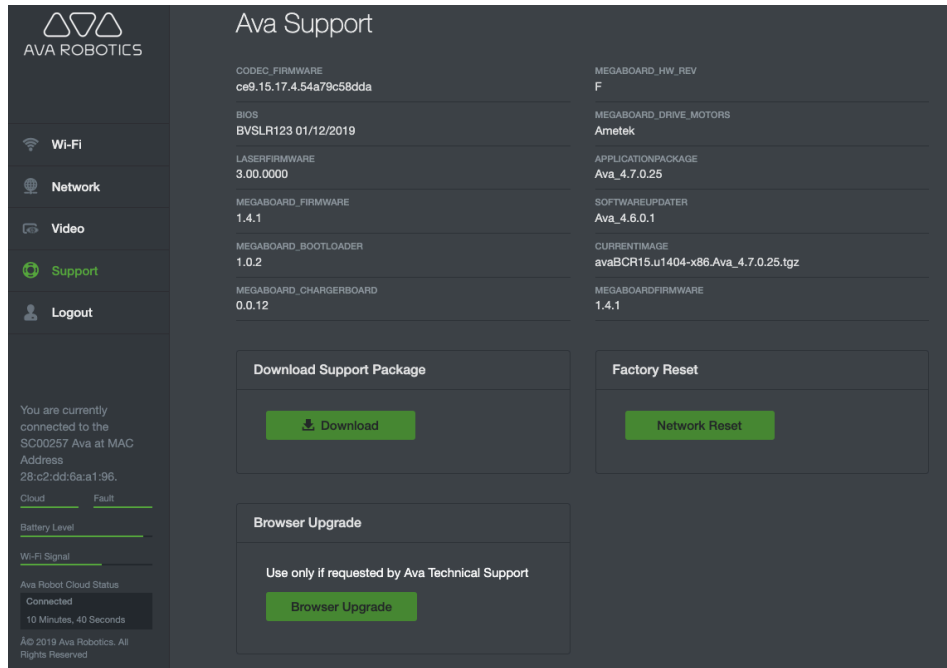 AVA ROBOTICS
Wi-Fi
Network
Video
Support
Logout
You are currently
connected to the
SC00257 Ava at MAC
Address
28:c2:dd:6a:a1:96.
Cloud Fault
Battery Level
Wi-Fi Signal
Ava Robot Cloud Status
Connected
10 Minutes, 40 Seconds
Â© 2019 Ava Robotics. All
Rights Reserved
Ava Support
CODEC_FIRMWARE
ce9.15.17.4.54a79c58dda
BIOS
BVSLR123 01/12/2019
LASERFIRMWARE
3.00.0000
MEGABOARD_FIRMWARE
1.4.1
MEGABOARD_BOOTLOADER
1.0.2
MEGABOARD_CHARGERBOARD
0.0.12
MEGABOARD_HW_REV
F
MEGABOARD_DRIVE_MOTORS
Ametek
APPLICATIONPACKAGE
Ava_4.7.0.25
SOFTWAREUPDATER
Ava_4.6.0.1
CURRENTIMAGE
avaBCR15.u1404-x86.Ava_4.7.0.25.tgz
MEGABOARDFIRMWARE
1.4.1
Download Support Package
Download
Factory Reset
Network Reset
Browser Upgrade
Use only if requested by Ava Technical Support
Browser Upgrade